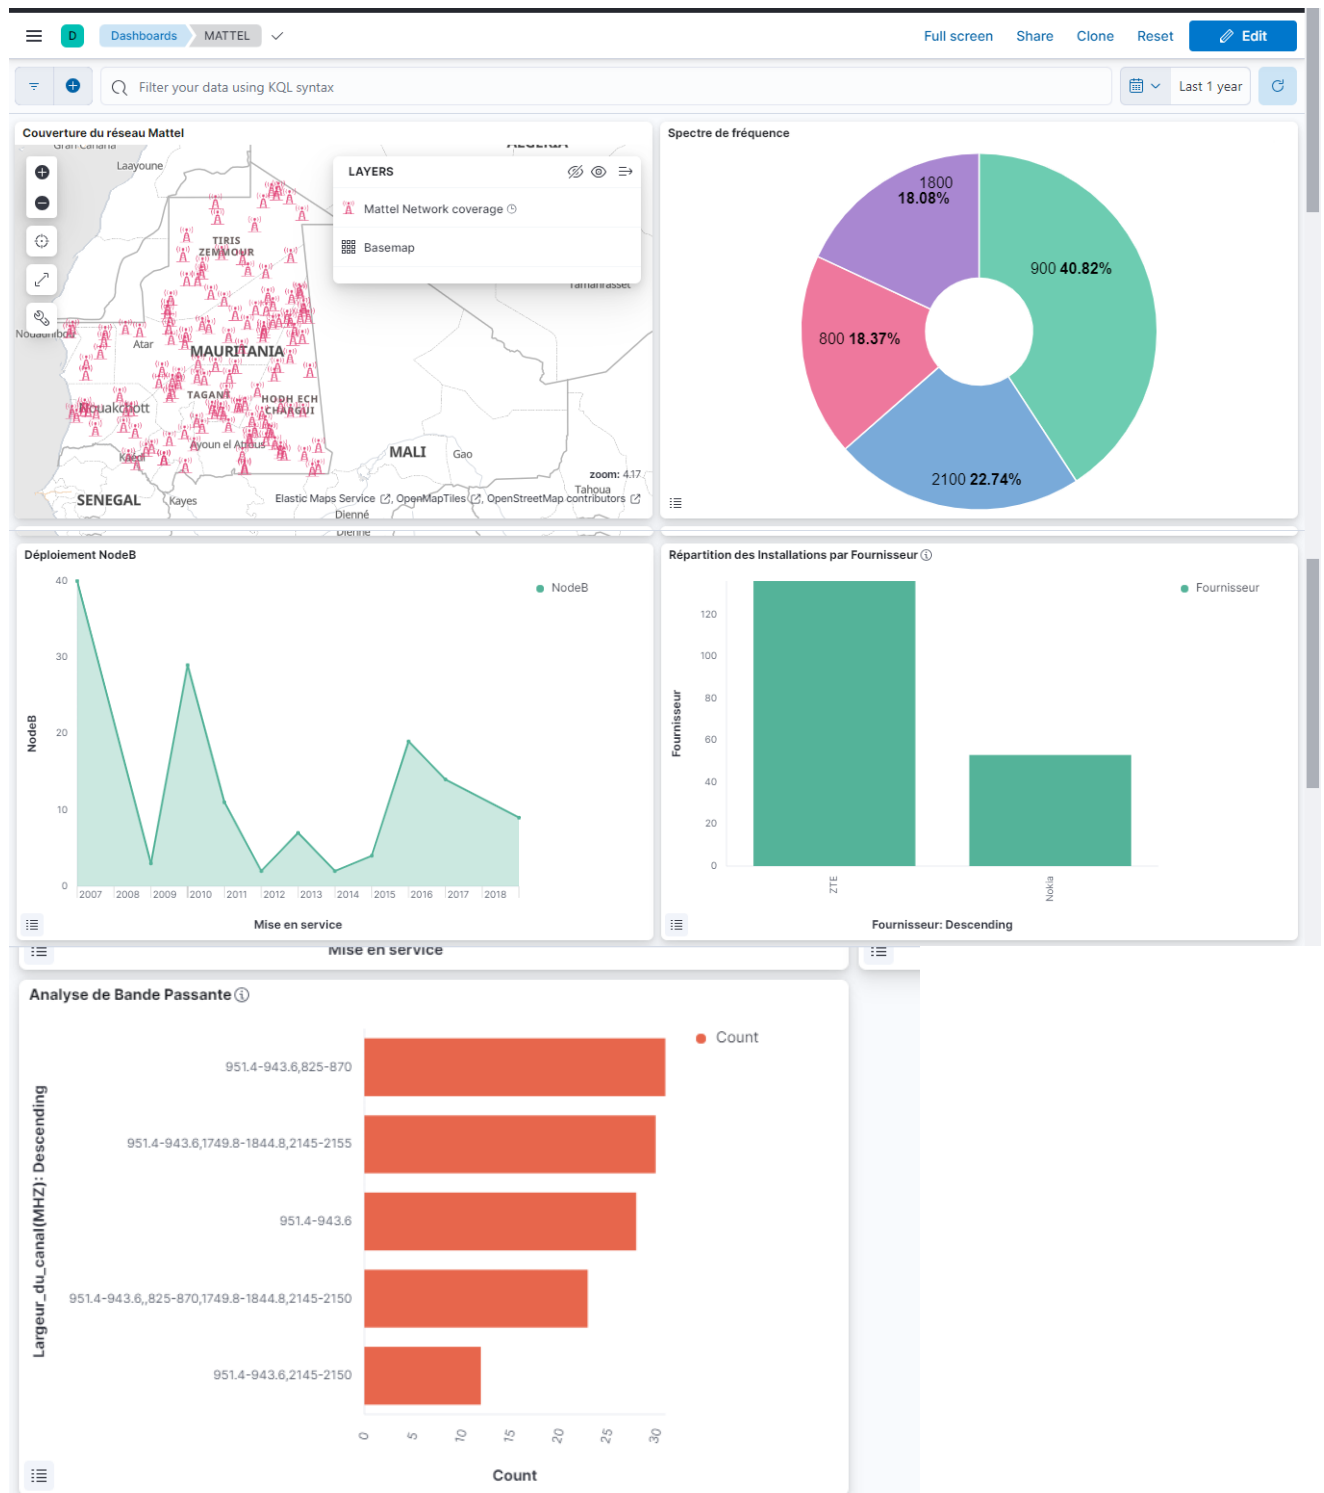 D Dashboards MATTEL Full screen Share Clone Reset Edit
Filter your data using KQL syntax Last 1 year
Couverture du réseau Mattel
Gran Canaria
ALGERIA
Laayoune
LAYERS
Mattel Network coverage
Basemap
TIRIS
ZEMMOUR
Tamanrasset
Nouadhibou
Atar
MAURITANIA
TAGANT
HODH ECH
CHARGUI
Nouakchott
Ayoun el Atrous
Kaédi
MALI
Gao
zoom: 4.17
SENEGAL
Kayes
Tahoua
Elastic Maps Service , OpenMapTiles , OpenStreetMap contributors
Dienné
Spectre de fréquence
1800
18.08%
900 40.82%
800 18.37%
2100 22.74%
Dienné
Déploiement NodeB
NodeB
40
30
20
10
0
NodeB
2007 2008 2009 2010 2011 2012 2013 2014 2015 2016 2017 2018
Mise en service
Répartition des Installations par Fournisseur
Fournisseur
120
100
80
60
40
20
0
Fournisseur
ZTE
Nokia
Fournisseur: Descending
Mise en service
Analyse de Bande Passante
Count
951.4-943.6,825-870
951.4-943.6,1749.8-1844.8,2145-2155
951.4-943.6
951.4-943.6,,825-870,1749.8-1844.8,2145-2150
951.4-943.6,2145-2150
Largeur_du_canal(MHZ): Descending
0 5 10 15 20 25 30
Count